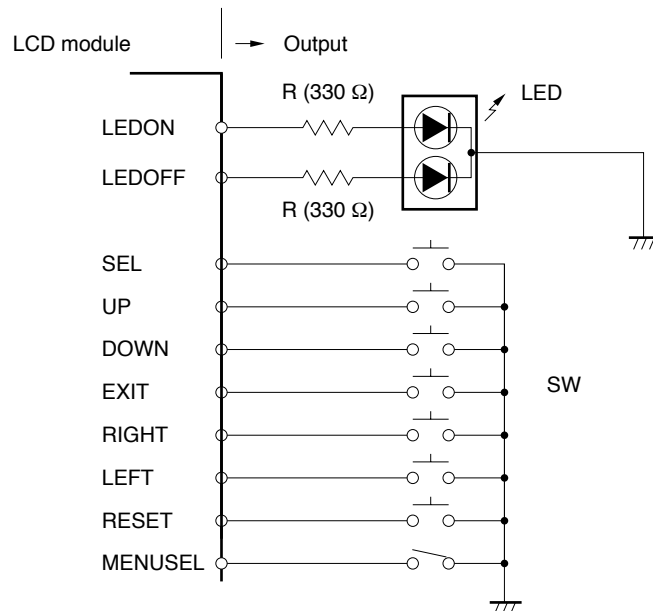 LCD module → Output
R (330 Ω)
LED
LEDON
LEDOFF
R (330 Ω)
SEL
UP
DOWN
EXIT
SW
RIGHT
LEFT
RESET
MENUSEL